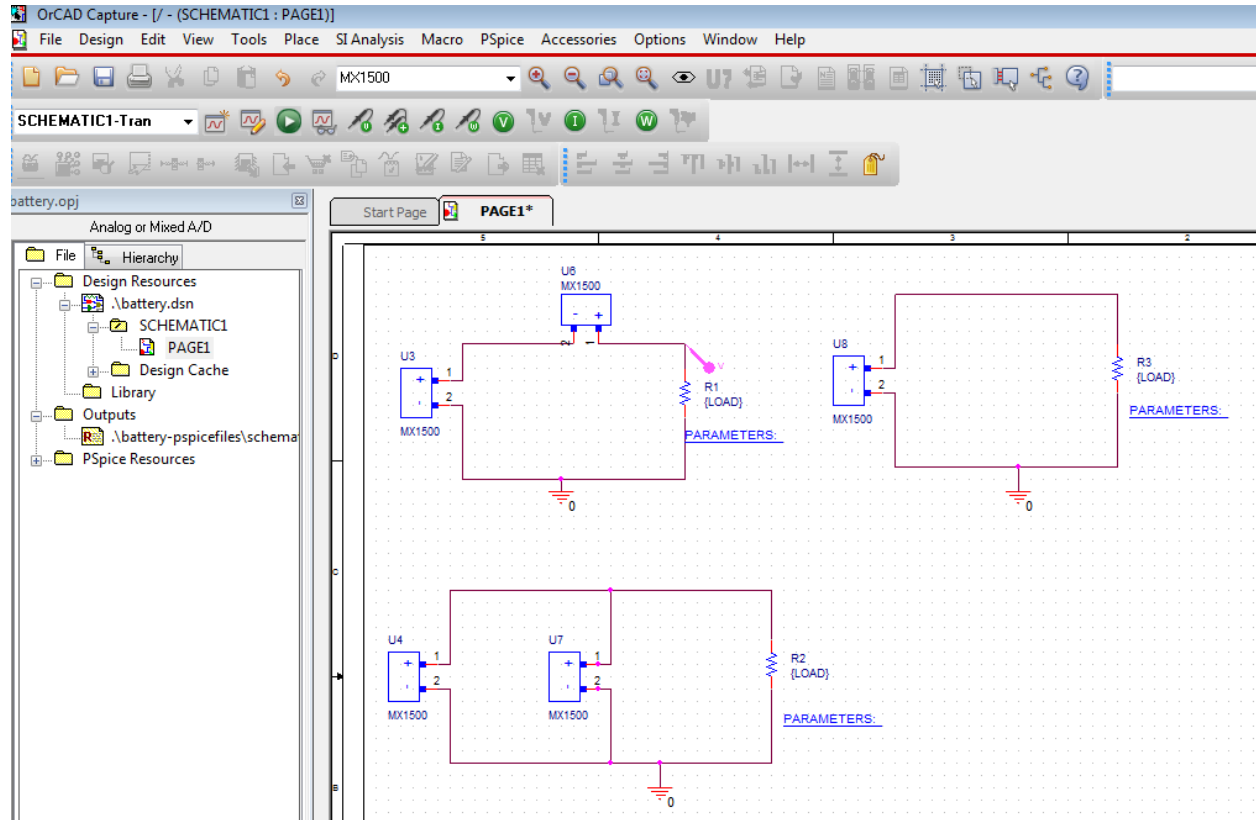 OrCAD Capture - [/ - (SCHEMATIC1 : PAGE1)]
File Design Edit View Tools Place SI Analysis Macro PSpice Accessories Options Window Help
MX1500
U?
SCHEMATIC1-Tran
V I W
battery.opj
Start Page PAGE1*
Analog or Mixed A/D
File Hierarchy
Design Resources
.\battery.dsn
SCHEMATIC1
PAGE1
Design Cache
Library
Outputs
.\battery-pspicefiles\schema
PSpice Resources
5 4 3 2
D
C
B
U6
MX1500
- +
2 1
U3
+ 1
- 2
MX1500
V
R1
{LOAD}
PARAMETERS:
0
U8
+ 1
- 2
MX1500
R3
{LOAD}
PARAMETERS:
0
U4
+ 1
- 2
MX1500
U7
+ 1
- 2
MX1500
R2
{LOAD}
PARAMETERS:
0